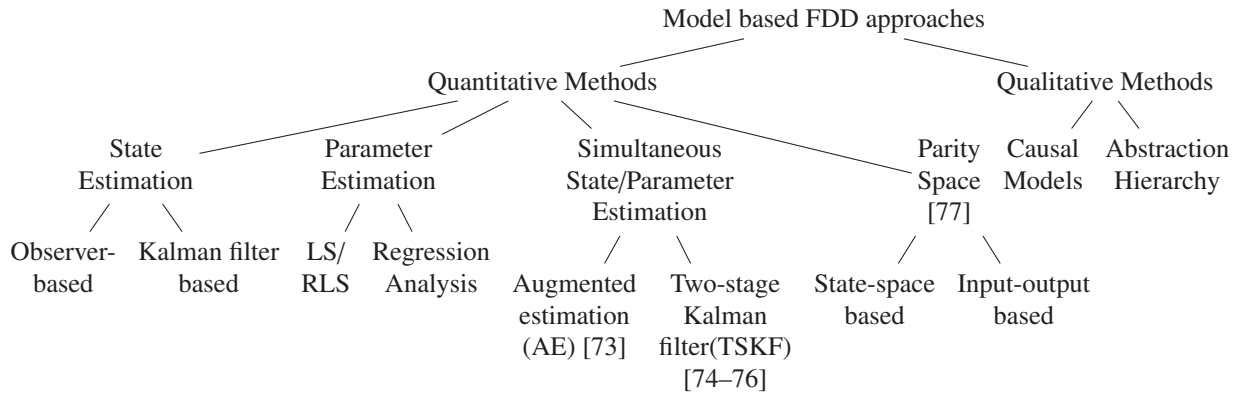 Model based FDD approaches
Quantitative Methods
Qualitative Methods
State
Estimation
Parameter
Estimation
Simultaneous
State/Parameter
Estimation
Parity
Space
[77]
Causal
Models
Abstraction
Hierarchy
Observer-
based
Kalman filter
based
LS/
RLS
Regression
Analysis
Augmented
estimation
(AE) [73]
Two-stage
Kalman
filter(TSKF)
[74–76]
State-space
based
Input-output
based